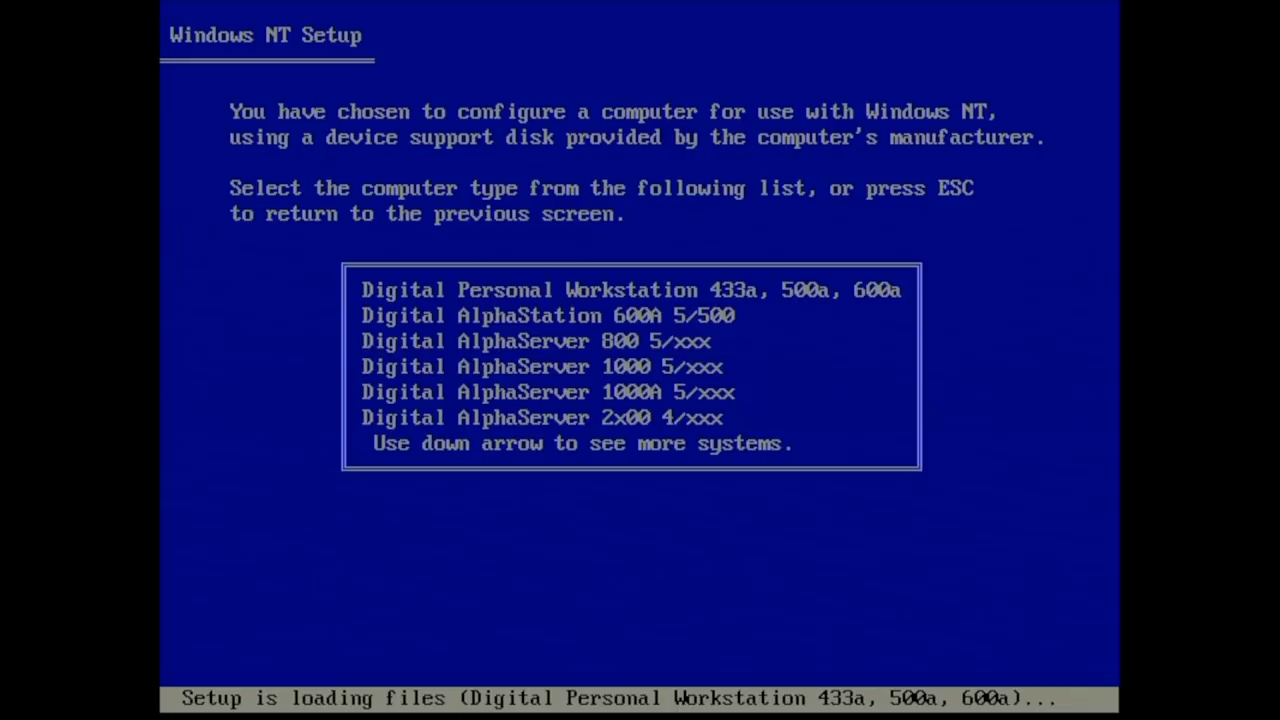 Windows NT Setup
You have chosen to configure a computer for use with Windows NT,
using a device support disk provided by the computer's manufacturer.
Select the computer type from the following list, or press ESC
to return to the previous screen.
Digital Personal Workstation 433a, 500a, 600a
Digital AlphaStation 600A 5/500
Digital AlphaServer 800 5/xxx
Digital AlphaServer 1000 5/xxx
Digital AlphaServer 1000A 5/xxx
Digital AlphaServer 2x00 4/xxx
Use down arrow to see more systems.
Setup is loading files (Digital Personal Workstation 433a, 500a, 600a)...